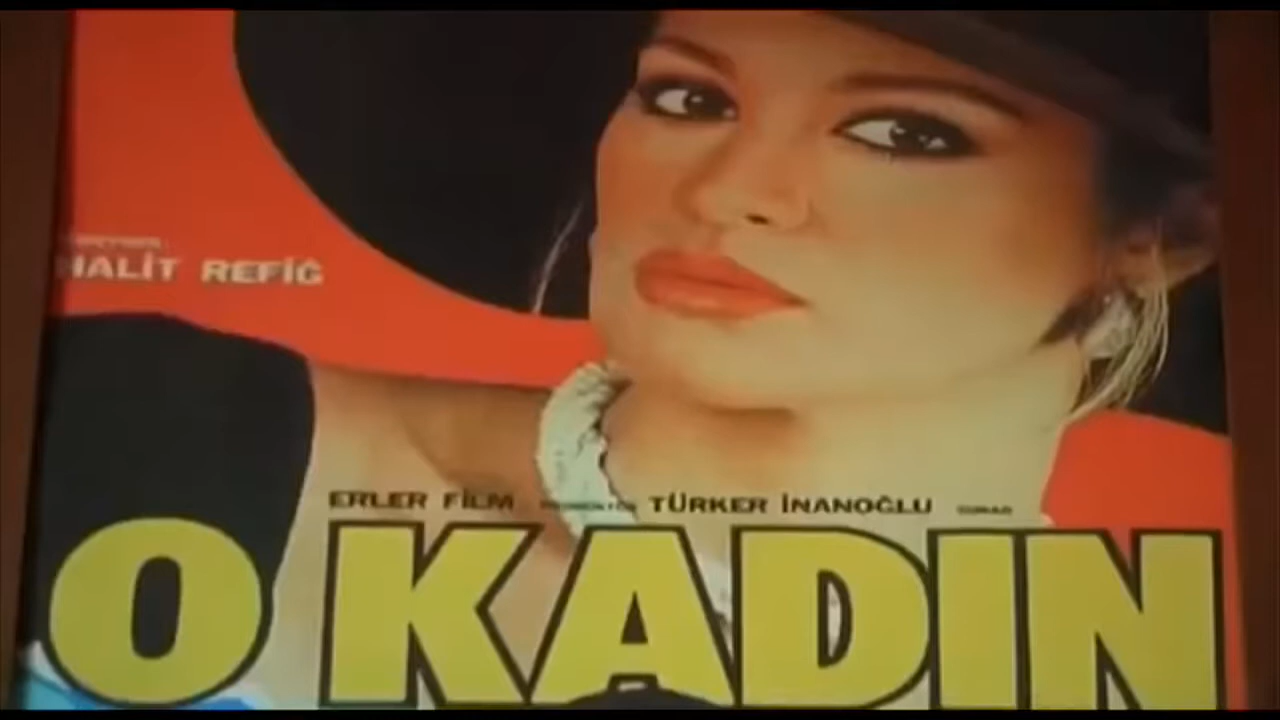 HALİT REFİĞ
ERLER FİLM TÜRKER İNANOĞLU
O KADIN